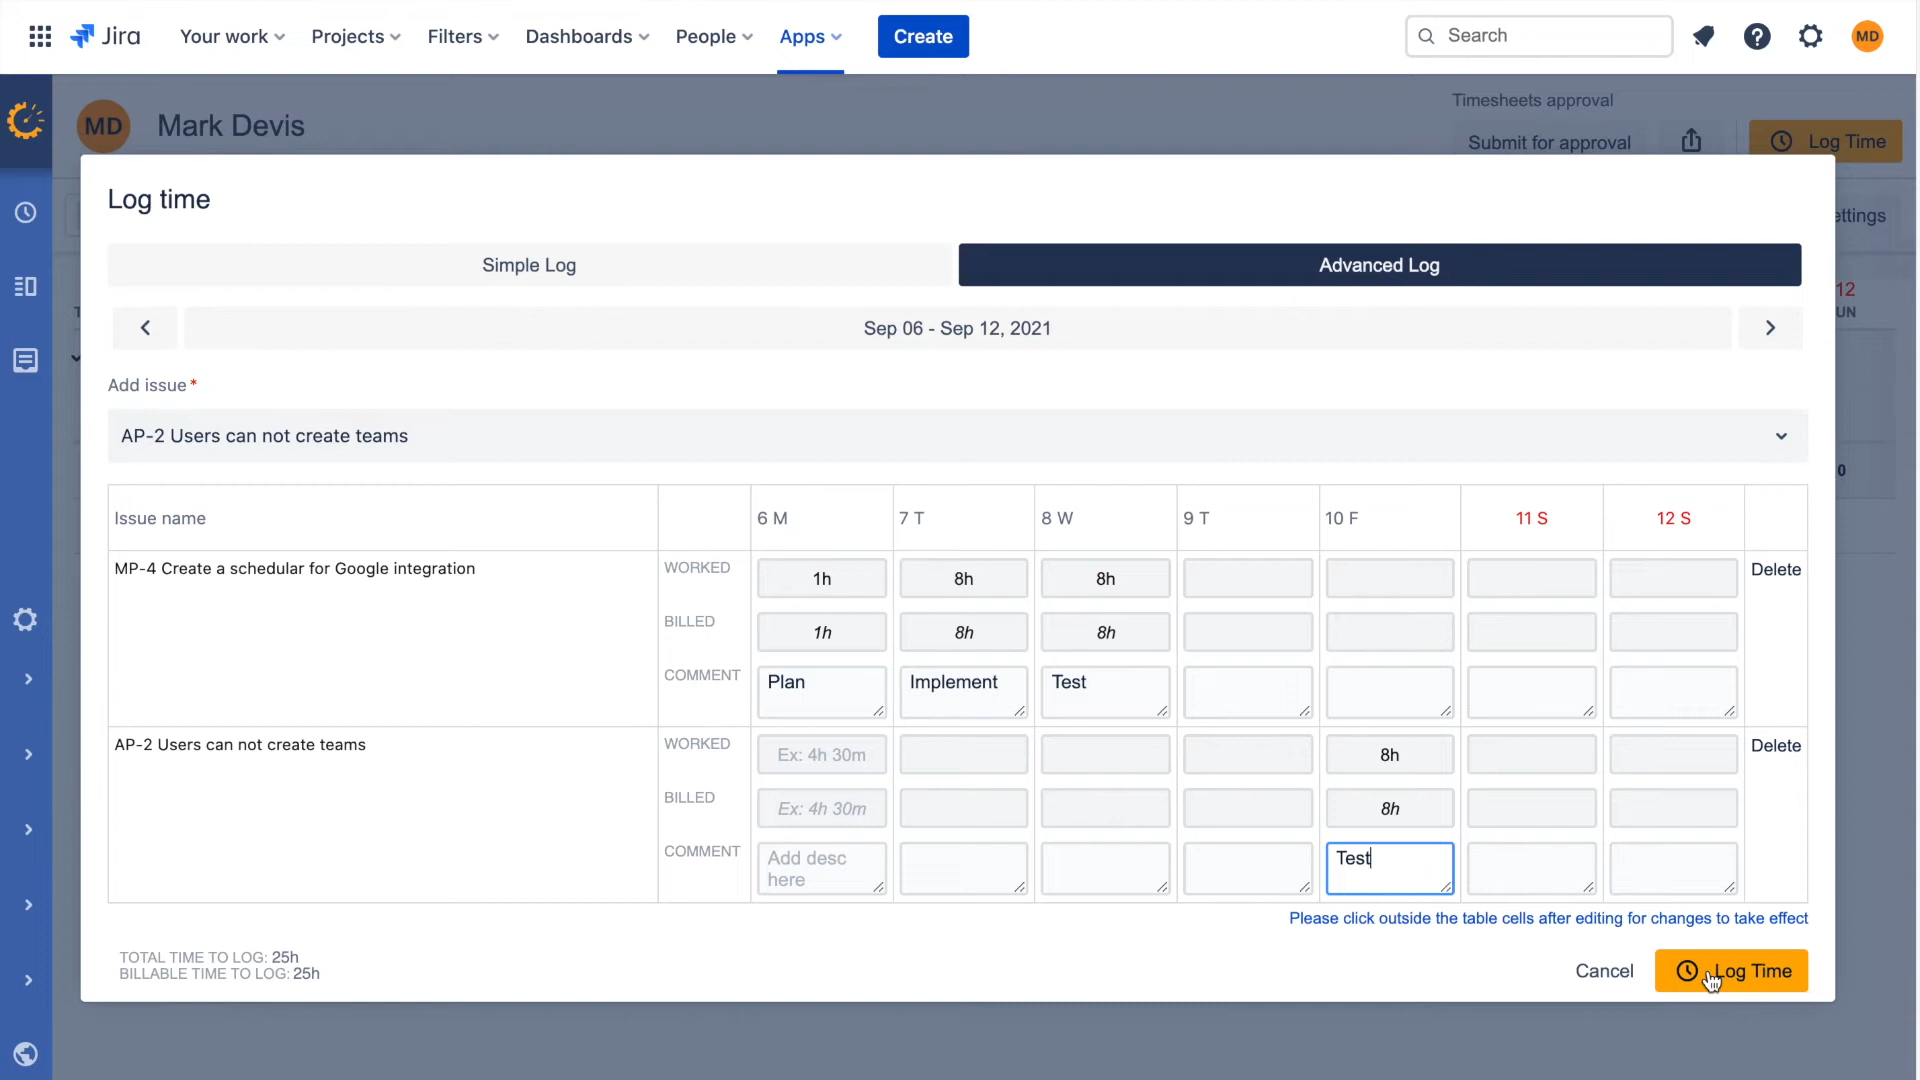 Jira
Your work
Projects
Filters
Dashboards
People
Apps
Create
Search
MD
MD
Mark Devis
Timesheets approval
Submit for approval
Log Time
ettings
12
UN
0
Log time
Simple Log
Advanced Log
Sep 06 - Sep 12, 2021
Add issue*
AP-2 Users can not create teams
Issue name
6 M
7 T
8 W
9 T
10 F
11 S
12 S
MP-4 Create a schedular for Google integration
WORKED
1h
8h
8h
Delete
BILLED
1h
8h
8h
COMMENT
Plan
Implement
Test
AP-2 Users can not create teams
WORKED
Ex: 4h 30m
8h
Delete
BILLED
Ex: 4h 30m
8h
COMMENT
Add desc
here
Test
Please click outside the table cells after editing for changes to take effect
TOTAL TIME TO LOG: 25h
BILLABLE TIME TO LOG: 25h
Cancel
Log Time